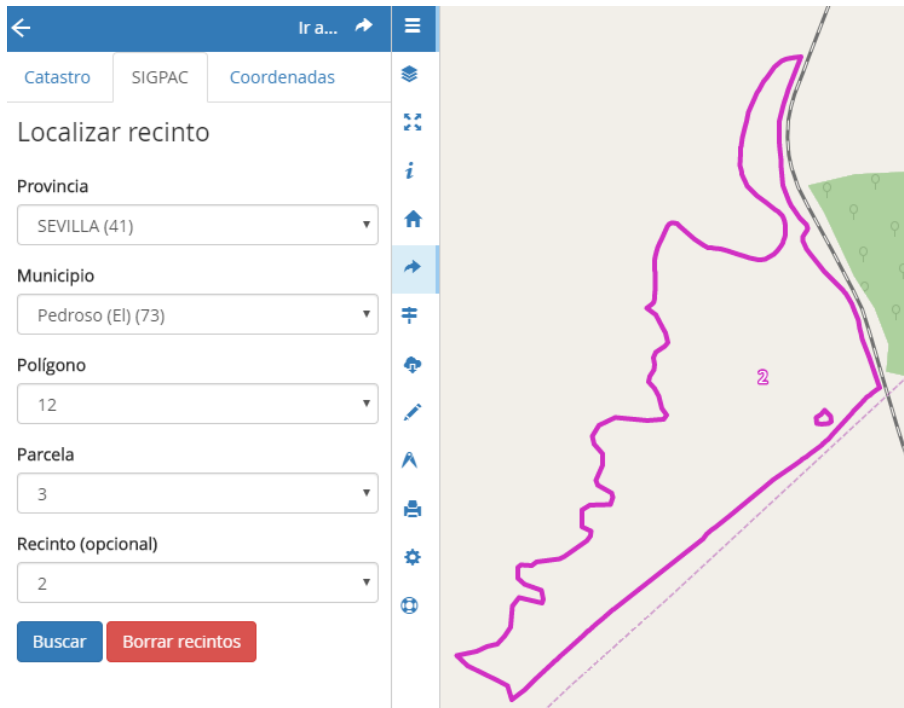 Ir a...
Catastro SIGPAC Coordenadas
Localizar recinto
Provincia
SEVILLA (41)
Municipio
Pedroso (El) (73)
Polígono
12
Parcela
3
Recinto (opcional)
2
Buscar Borrar recintos
2